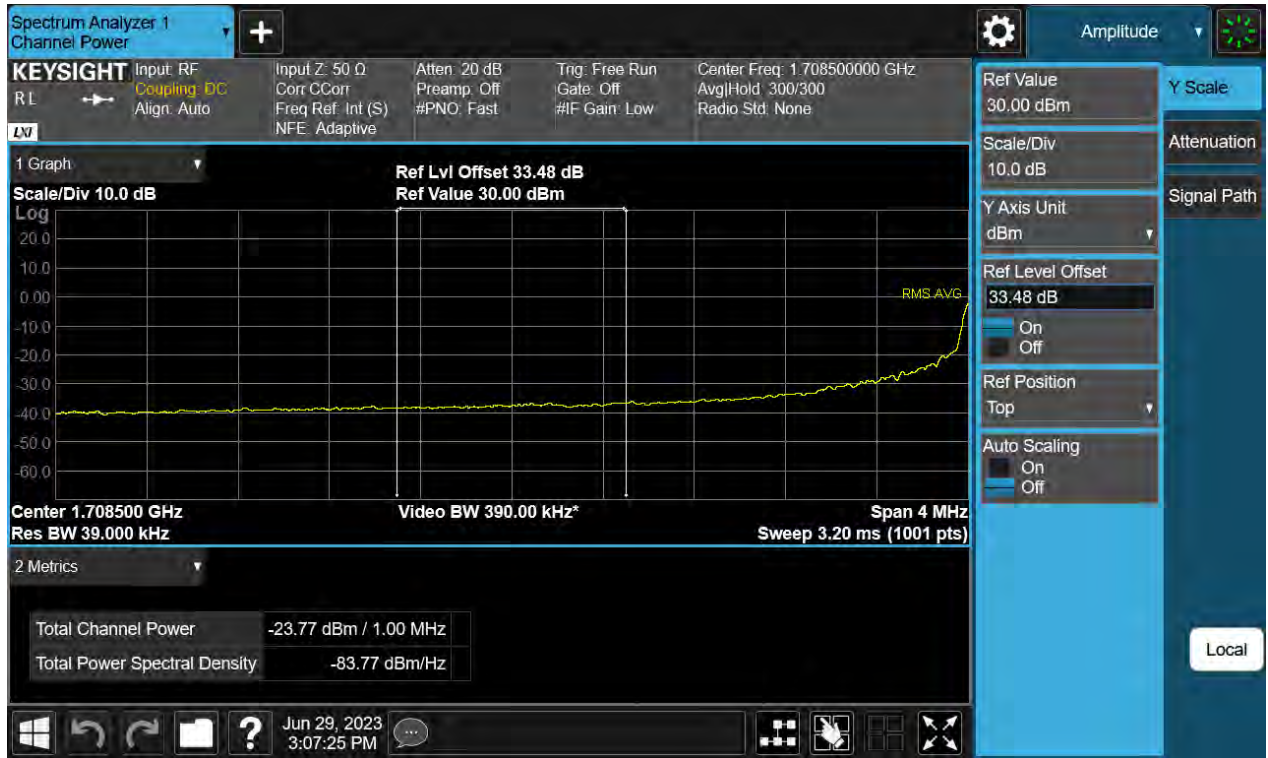 Spectrum Analyzer 1
Channel Power
Amplitude
KEYSIGHT
RL
LXI
Input: RF
Coupling: DC
Align: Auto
Input Z: 50 Ω
Corr CCorr
Freq Ref: Int (S)
NFE: Adaptive
Atten: 20 dB
Preamp: Off
#PNO: Fast
Trig: Free Run
Gate: Off
#IF Gain: Low
Center Freq: 1.708500000 GHz
Avg|Hold: 300/300
Radio Std: None
1 Graph
Scale/Div 10.0 dB
Ref Lvl Offset 33.48 dB
Ref Value 30.00 dBm
Log
20.0
10.0
0.00
-10.0
-20.0
-30.0
-40.0
-50.0
-60.0
RMS AVG
Center 1.708500 GHz
Res BW 39.000 kHz
Video BW 390.00 kHz*
Span 4 MHz
Sweep 3.20 ms (1001 pts)
2 Metrics
Total Channel Power -23.77 dBm / 1.00 MHz
Total Power Spectral Density -83.77 dBm/Hz
Ref Value
30.00 dBm
Scale/Div
10.0 dB
Y Axis Unit
dBm
Ref Level Offset
33.48 dB
On
Off
Ref Position
Top
Auto Scaling
On
Off
Y Scale
Attenuation
Signal Path
Local
?
Jun 29, 2023
3:07:25 PM